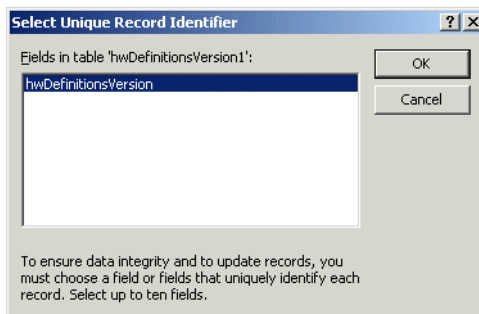 Select Unique Record Identifier
Fields in table 'hwDefinitionsVersion1':
OK
hwDefinitionsVersion
Cancel
To ensure data integrity and to update records, you
must choose a field or fields that uniquely identify each
record. Select up to ten fields.